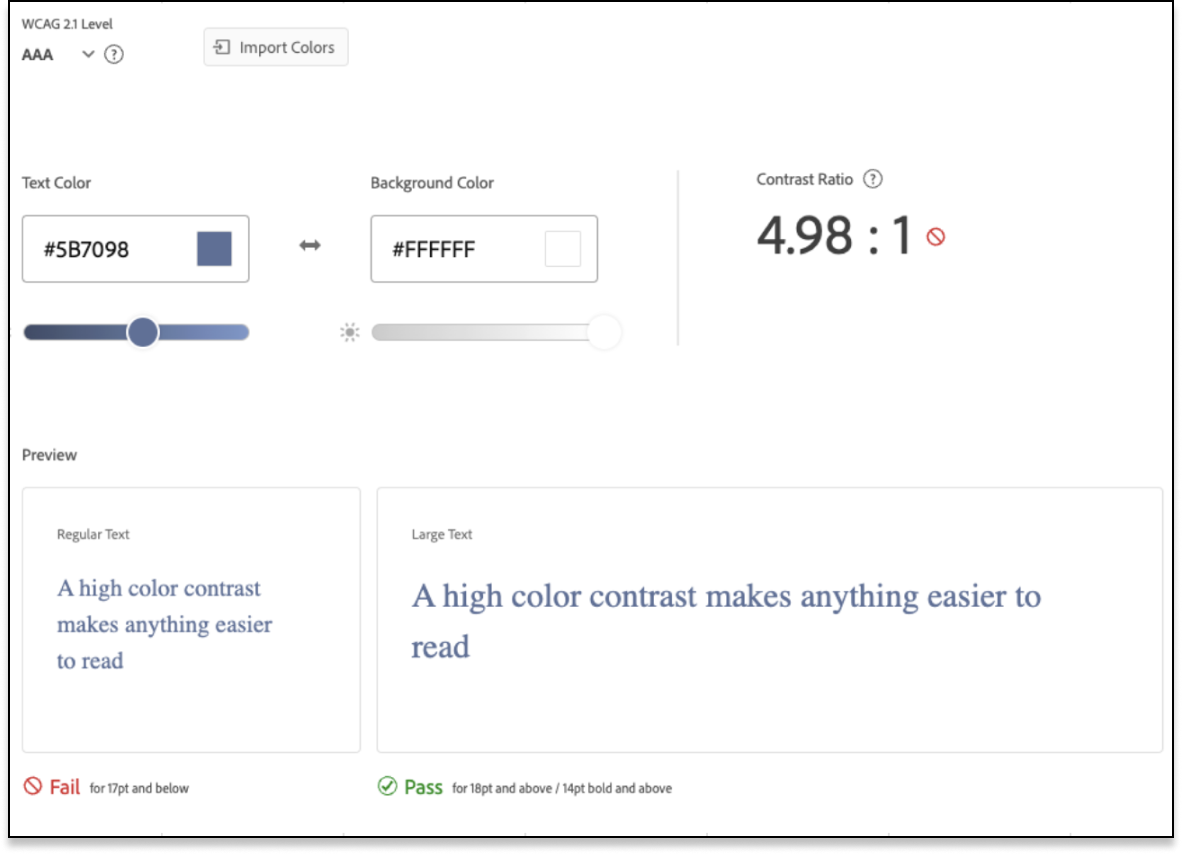 WCAG 2.1 Level
AAA
?
Import Colors
Text Color
Background Color
Contrast Ratio ?
#5B7098
#FFFFFF
4.98 : 1
Preview
Regular Text
A high color contrast
makes anything easier
to read
Large Text
A high color contrast makes anything easier to
read
Fail for 17pt and below
Pass for 18pt and above / 14pt bold and above